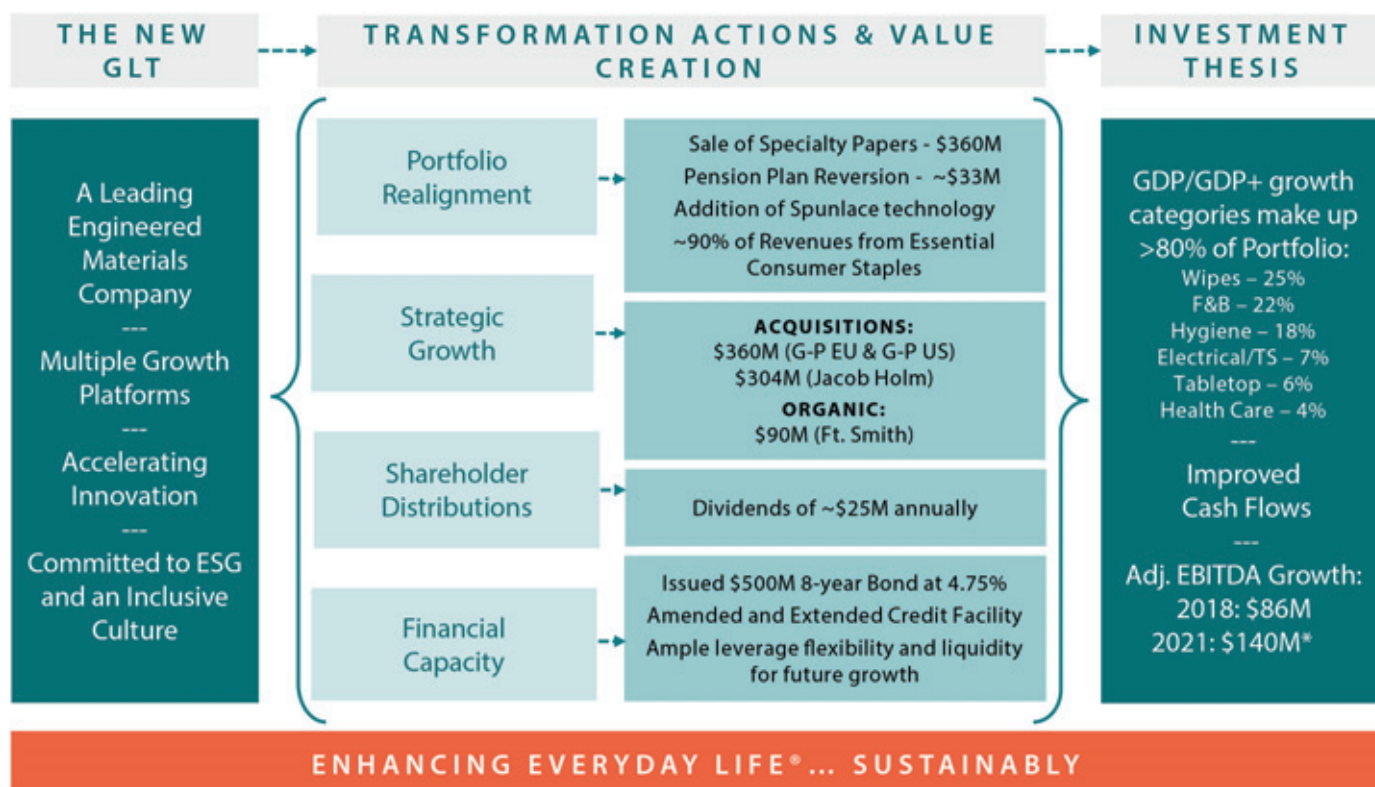 THE NEW
GLT
TRANSFORMATION ACTIONS & VALUE
CREATION
INVESTMENT
THESIS
A Leading
Engineered
Materials
Company
---
Multiple Growth
Platforms
---
Accelerating
Innovation
---
Committed to ESG
and an Inclusive
Culture
Portfolio
Realignment
Sale of Specialty Papers - $360M
Pension Plan Reversion - ~$33M
Addition of Spunlace technology
~90% of Revenues from Essential
Consumer Staples
Strategic
Growth
ACQUISITIONS:
$360M (G-P EU & G-P US)
$304M (Jacob Holm)
ORGANIC:
$90M (Ft. Smith)
Shareholder
Distributions
Dividends of ~$25M annually
Financial
Capacity
Issued $500M 8-year Bond at 4.75%
Amended and Extended Credit Facility
Ample leverage flexibility and liquidity
for future growth
GDP/GDP+ growth
categories make up
>80% of Portfolio:
Wipes – 25%
F&B – 22%
Hygiene – 18%
Electrical/TS – 7%
Tabletop – 6%
Health Care – 4%
---
Improved
Cash Flows
---
Adj. EBITDA Growth:
2018: $86M
2021: $140M*
ENHANCING EVERYDAY LIFE®... SUSTAINABLY